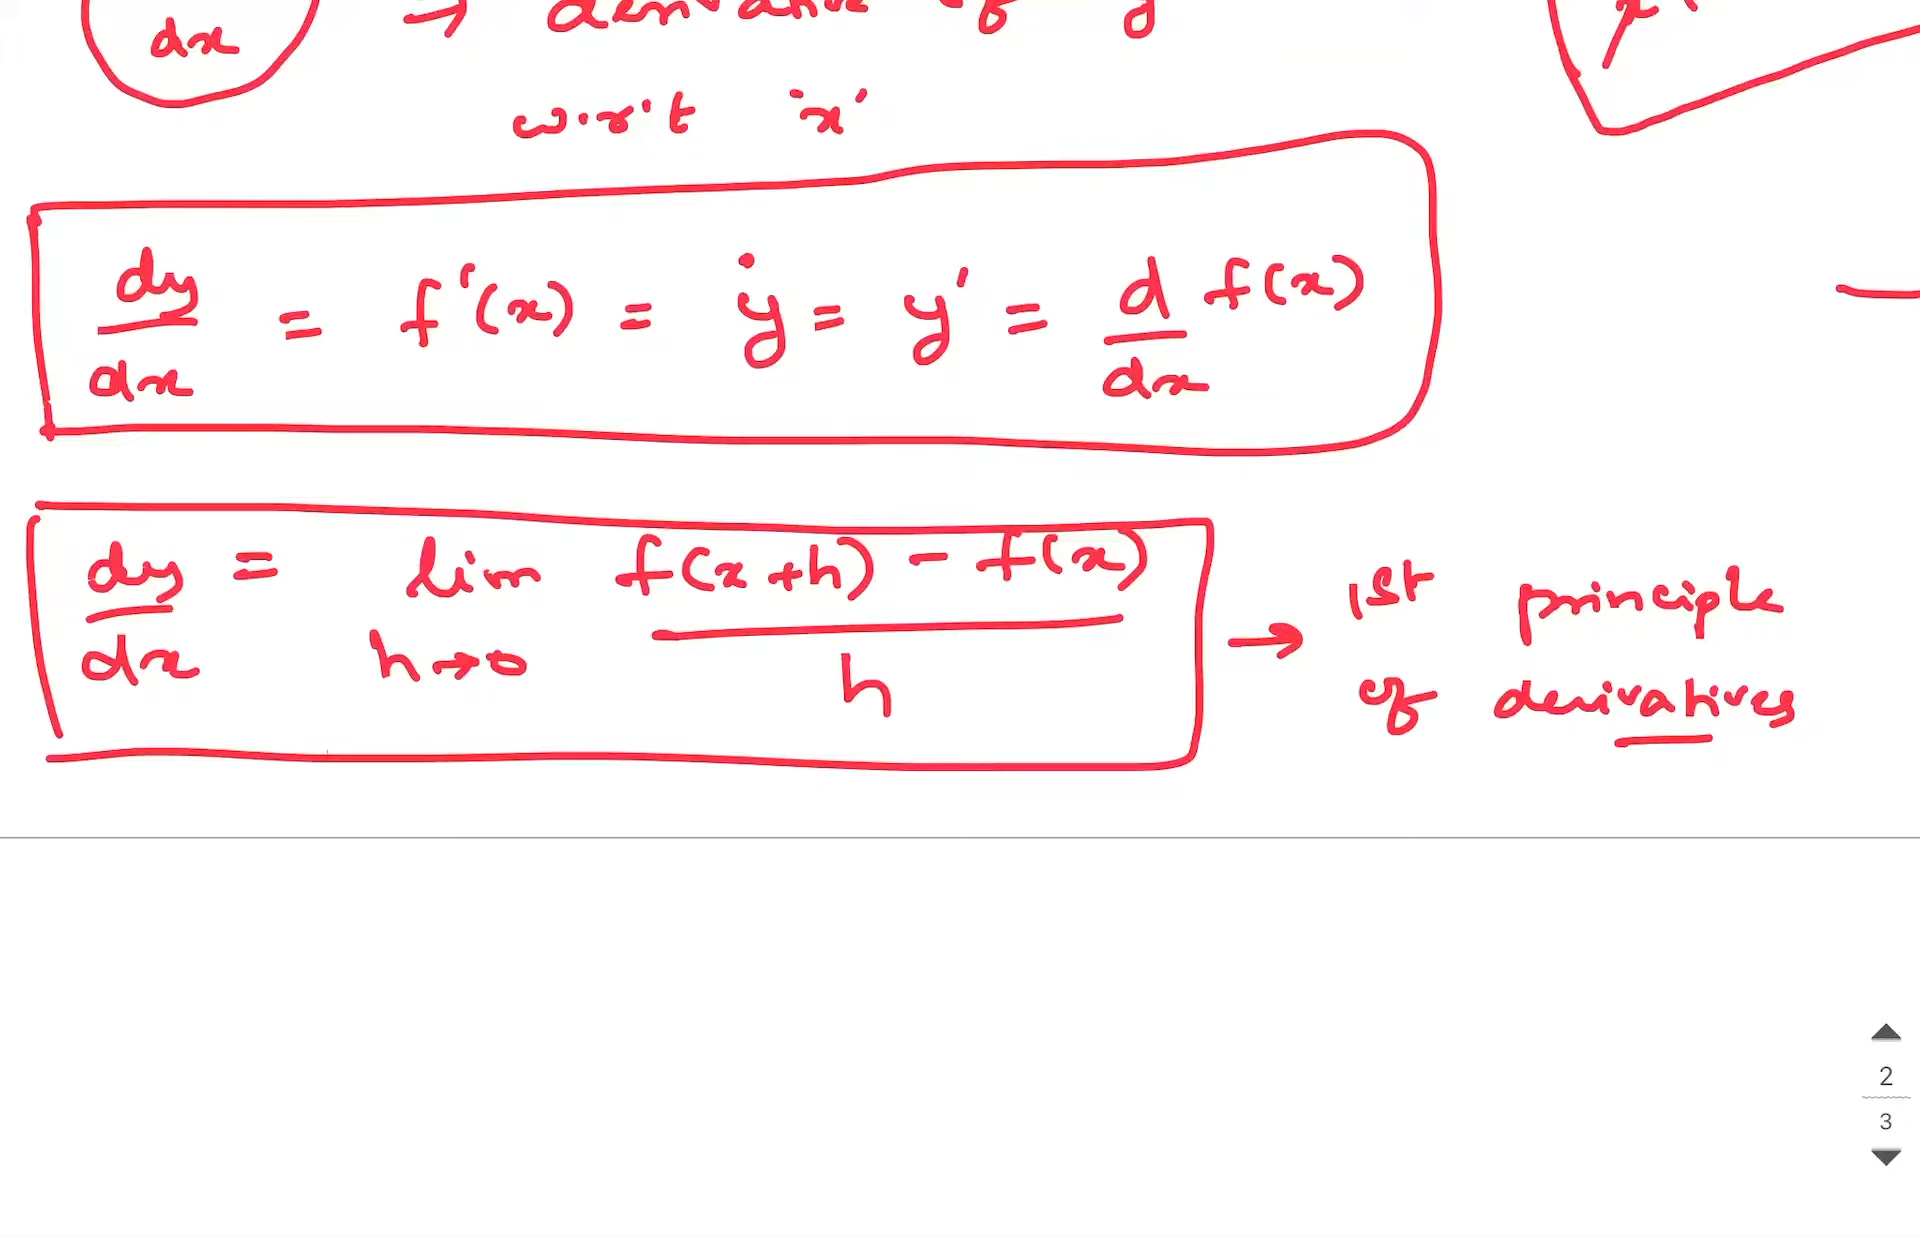 dx ⇒ derivative of y
w.r.t 'x'
dy/dx = f'(x) = ẏ = y' = d/dx f(x)
dy/dx = lim h→0 f(x+h) - f(x) / h → 1st principle
of derivatives
2
3